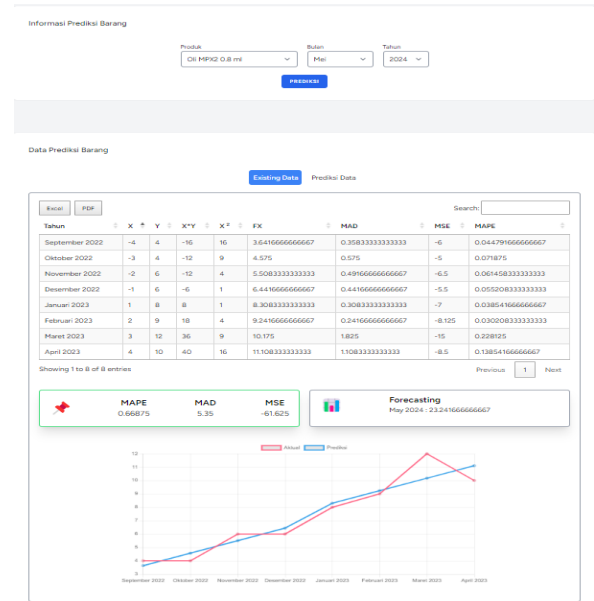 Informasi Prediksi Barang
Produk Bulan Tahun
Oli MPX2 0.8 ml Mei 2024
PREDIKSI
Data Prediksi Barang
Existing Data Prediksi Data
Excel PDF Search:
Tahun X Y X*Y X² FX MAD MSE MAPE
September 2022 -4 4 -16 16 3.6416666666667 0.35833333333333 -6 0.044791666666667
Oktober 2022 -3 4 -12 9 4.575 0.575 -5 0.071875
November 2022 -2 6 -12 4 5.5083333333333 0.49166666666667 -6.5 0.061458333333333
Desember 2022 -1 6 -6 1 6.4416666666667 0.44166666666667 -5.5 0.055208333333333
Januari 2023 1 8 8 1 8.3083333333333 0.30833333333333 -7 0.038541666666667
Februari 2023 2 9 18 4 9.2416666666667 0.24166666666667 -8.125 0.030208333333333
Maret 2023 3 12 36 9 10.175 1.825 -15 0.228125
April 2023 4 10 40 16 11.108333333333 1.1083333333333 -8.5 0.13854166666667
Showing 1 to 8 of 8 entries Previous 1 Next
MAPE MAD MSE
0.66875 5.35 -61.625
Forecasting
May 2024 : 23.241666666667
Aktual Prediksi
12
11
10
9
8
7
6
5
4
3
September 2022 Oktober 2022 November 2022 Desember 2022 Januari 2023 Februari 2023 Maret 2023 April 2023